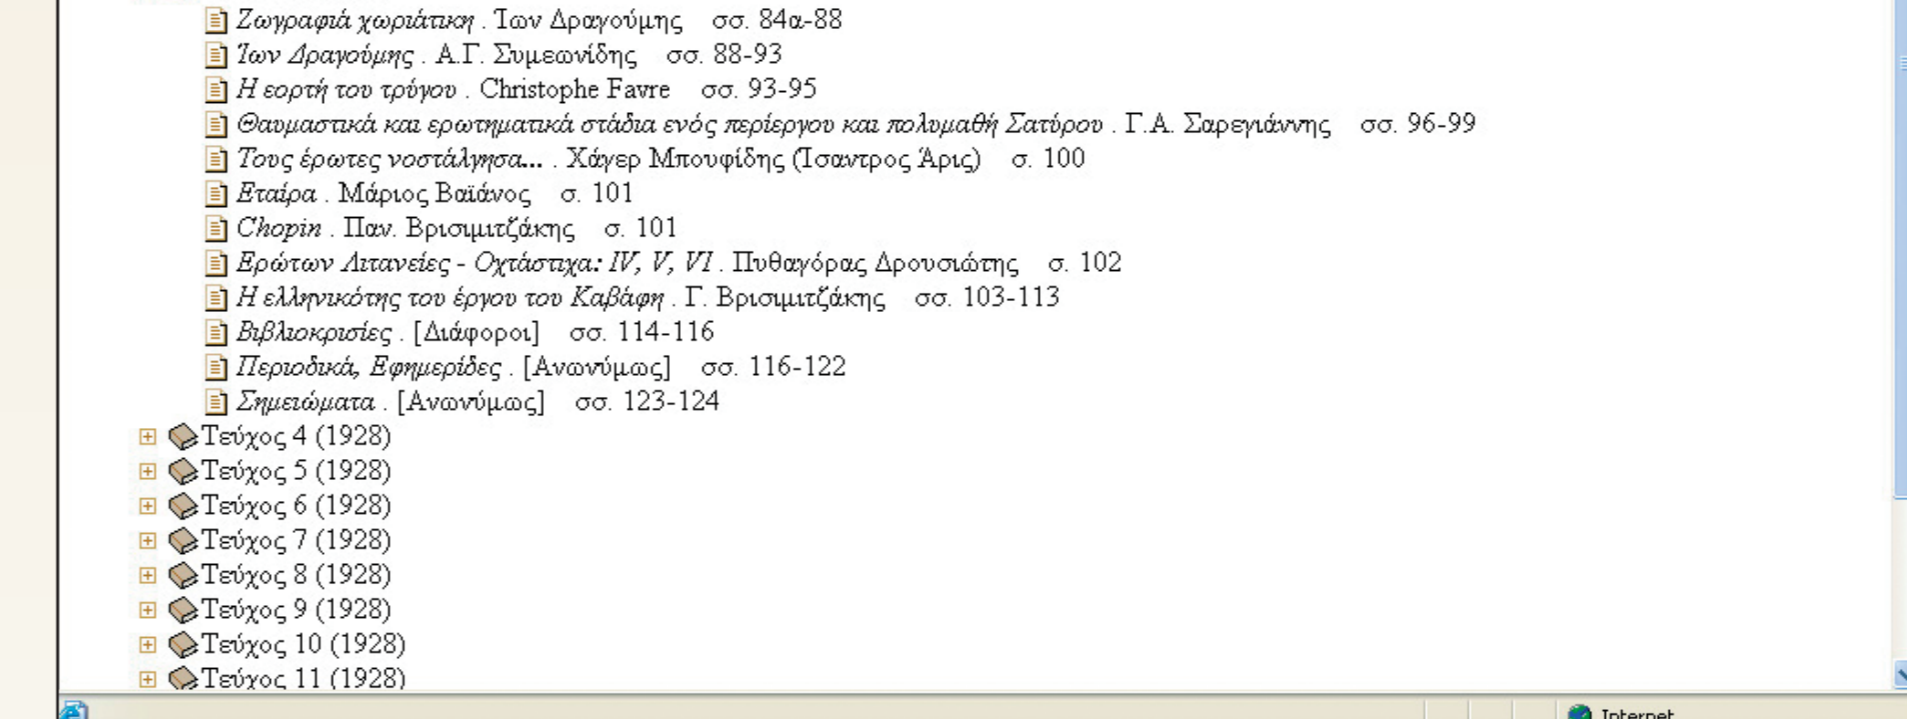 Ζωγραφιά χωριάτικη . Ίων Δραγούμης σσ. 84α-88
Ίων Δραγούμης . Α.Γ. Συμεωνίδης σσ. 88-93
Η εορτή του τρύγου . Christophe Favre σσ. 93-95
Θαυμαστικά και ερωτηματικά στάδια ενός περίεργου και πολυμαθή Σατύρου . Γ.Α. Σαρεγιάννης σσ. 96-99
Τους έρωτες νοστάλγησα... . Χάγερ Μπουφίδης (Ίσαντρος Άρις) σ. 100
Εταίρα . Μάριος Βαϊάνος σ. 101
Chopin . Παν. Βρισιμιτζάκης σ. 101
Ερώτων Λιτανείες - Οχτάστιχα: IV, V, VI . Πυθαγόρας Δρουσιώτης σ. 102
Η ελληνικότης του έργου του Καβάφη . Γ. Βρισιμιτζάκης σσ. 103-113
Βιβλιοκρισίες . [Διάφοροι] σσ. 114-116
Περιοδικά, Εφημερίδες . [Ανωνύμως] σσ. 116-122
Σημειώματα . [Ανωνύμως] σσ. 123-124
Τεύχος 4 (1928)
Τεύχος 5 (1928)
Τεύχος 6 (1928)
Τεύχος 7 (1928)
Τεύχος 8 (1928)
Τεύχος 9 (1928)
Τεύχος 10 (1928)
Τεύχος 11 (1928)
Internet